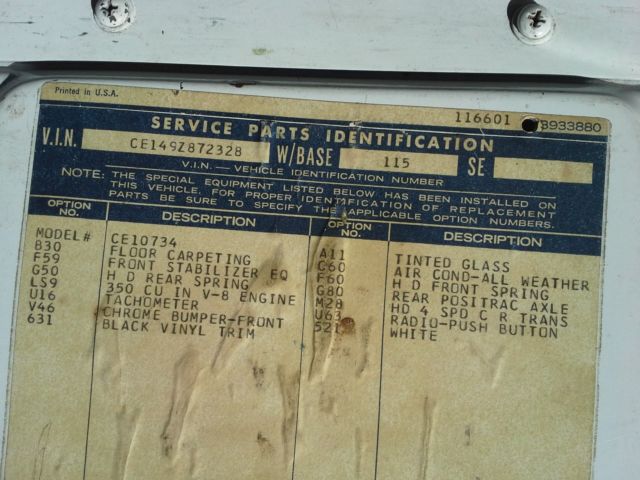 Printed in U.S.A.
116601 8933880
SERVICE PARTS IDENTIFICATION
V.I.N. CE149Z872328 W/BASE 115 SE
V.I.N. — VEHICLE IDENTIFICATION NUMBER
NOTE: THE SPECIAL EQUIPMENT LISTED BELOW HAS BEEN INSTALLED ON
THIS VEHICLE. FOR PROPER IDENTIFICATION OF REPLACEMENT
PARTS BE SURE TO SPECIFY THE APPLICABLE OPTION NUMBERS.
OPTION NO. DESCRIPTION OPTION NO. DESCRIPTION
MODEL# CE10734
B30 FLOOR CARPETING
F59 FRONT STABILIZER EQ
G50 H D REAR SPRING
LS9 350 CU IN V-8 ENGINE
U16 TACHOMETER
V46 CHROME BUMPER-FRONT
631 BLACK VINYL TRIM
A11 TINTED GLASS
C60 AIR COND-ALL WEATHER
F60 H D FRONT SPRING
G80 REAR POSITRAC AXLE
M28 HD 4 SPD C R TRANS
U63 RADIO-PUSH BUTTON
521 WHITE